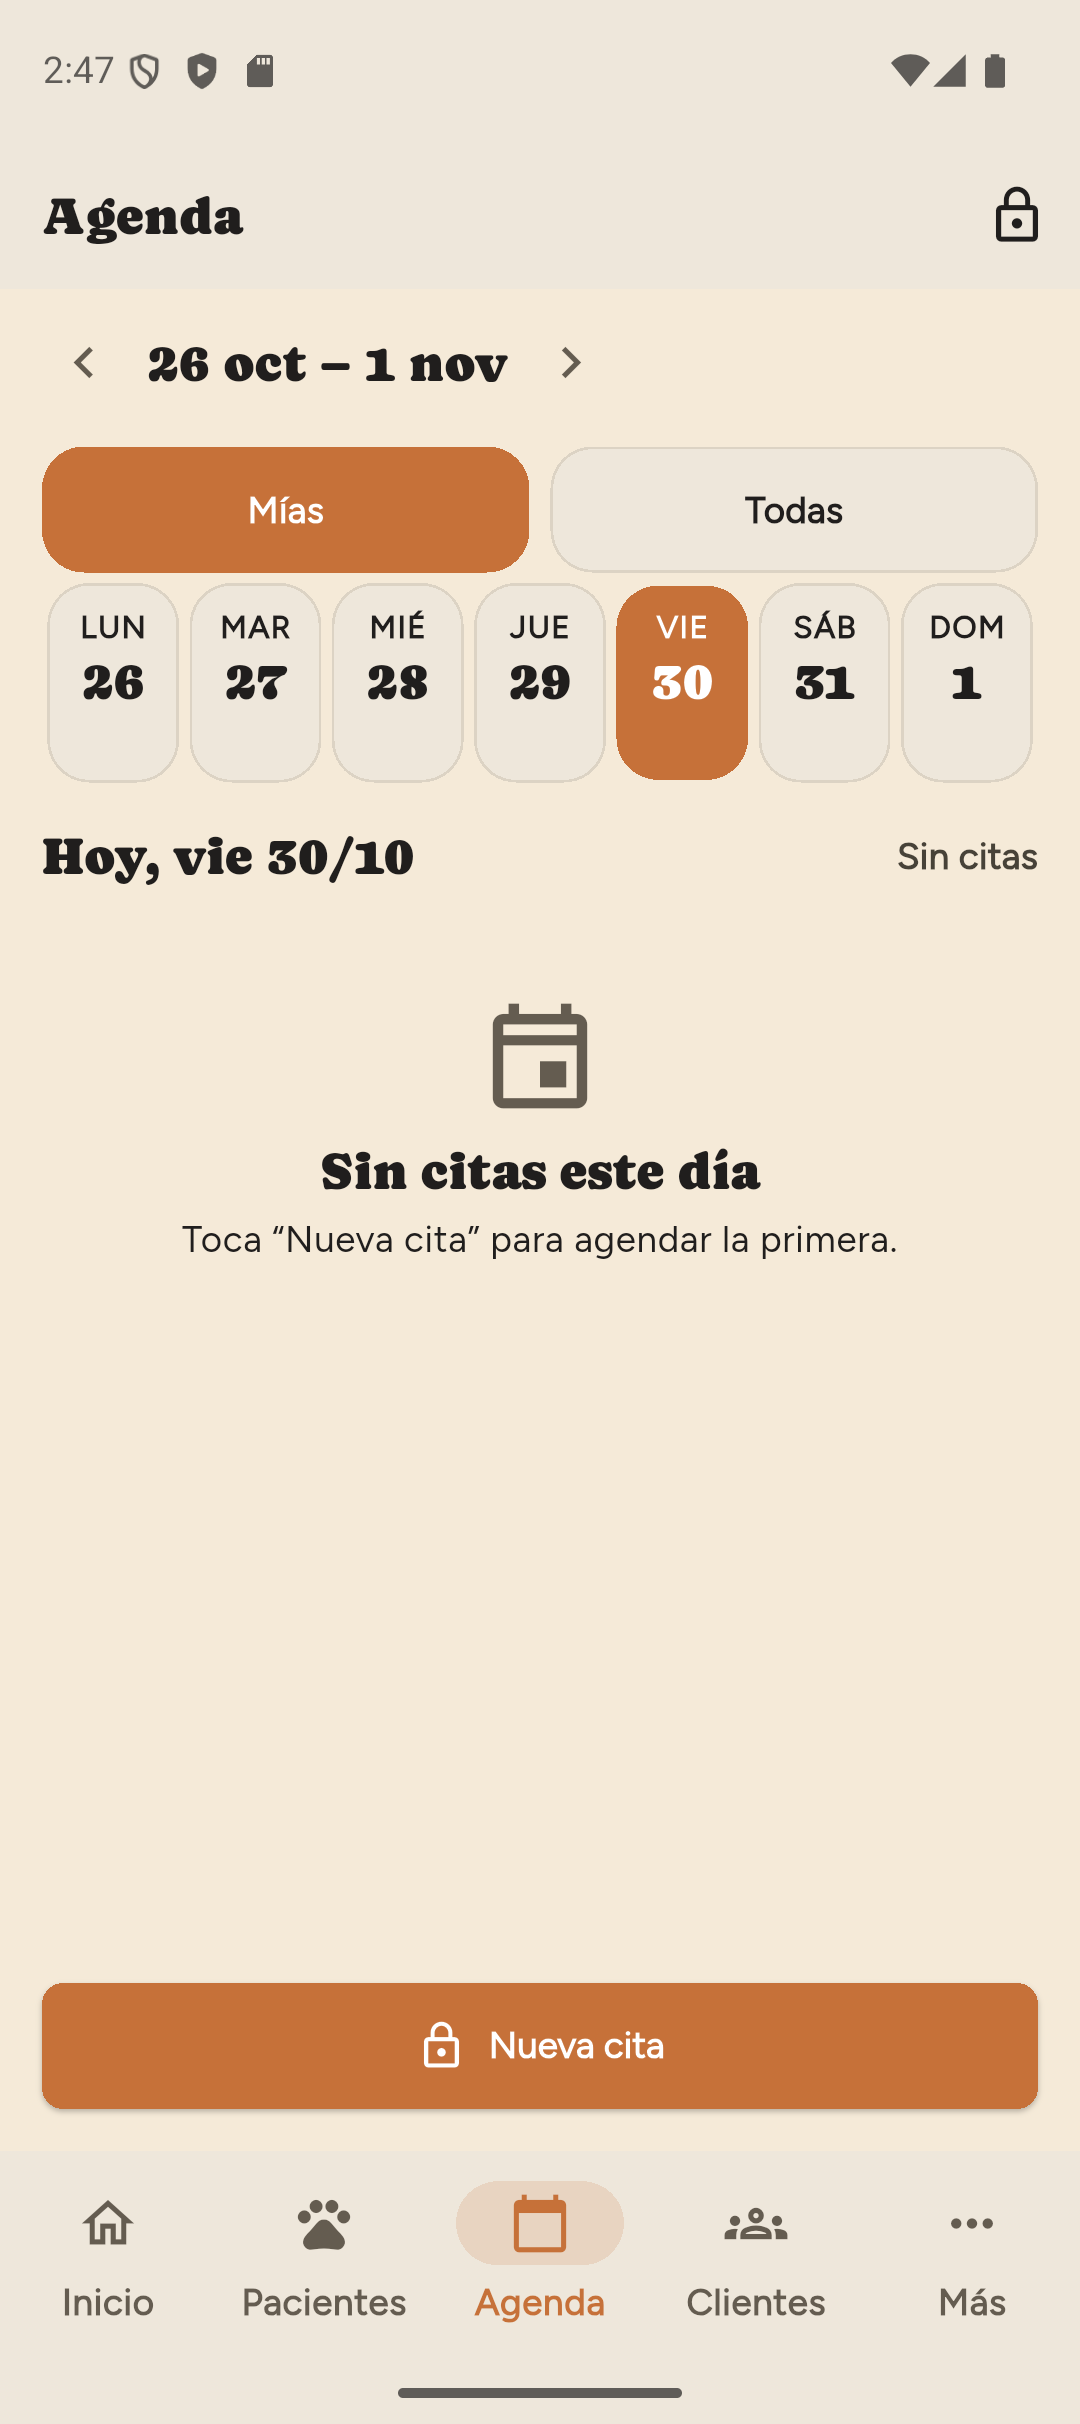 2:47
Agenda
26 oct – 1 nov
Mías Todas
LUN MAR MIÉ JUE VIE SÁB DOM
26 27 28 29 30 31 1
Hoy, vie 30/10 Sin citas
Sin citas este día
Toca “Nueva cita” para agendar la primera.
Nueva cita
Inicio Pacientes Agenda Clientes Más